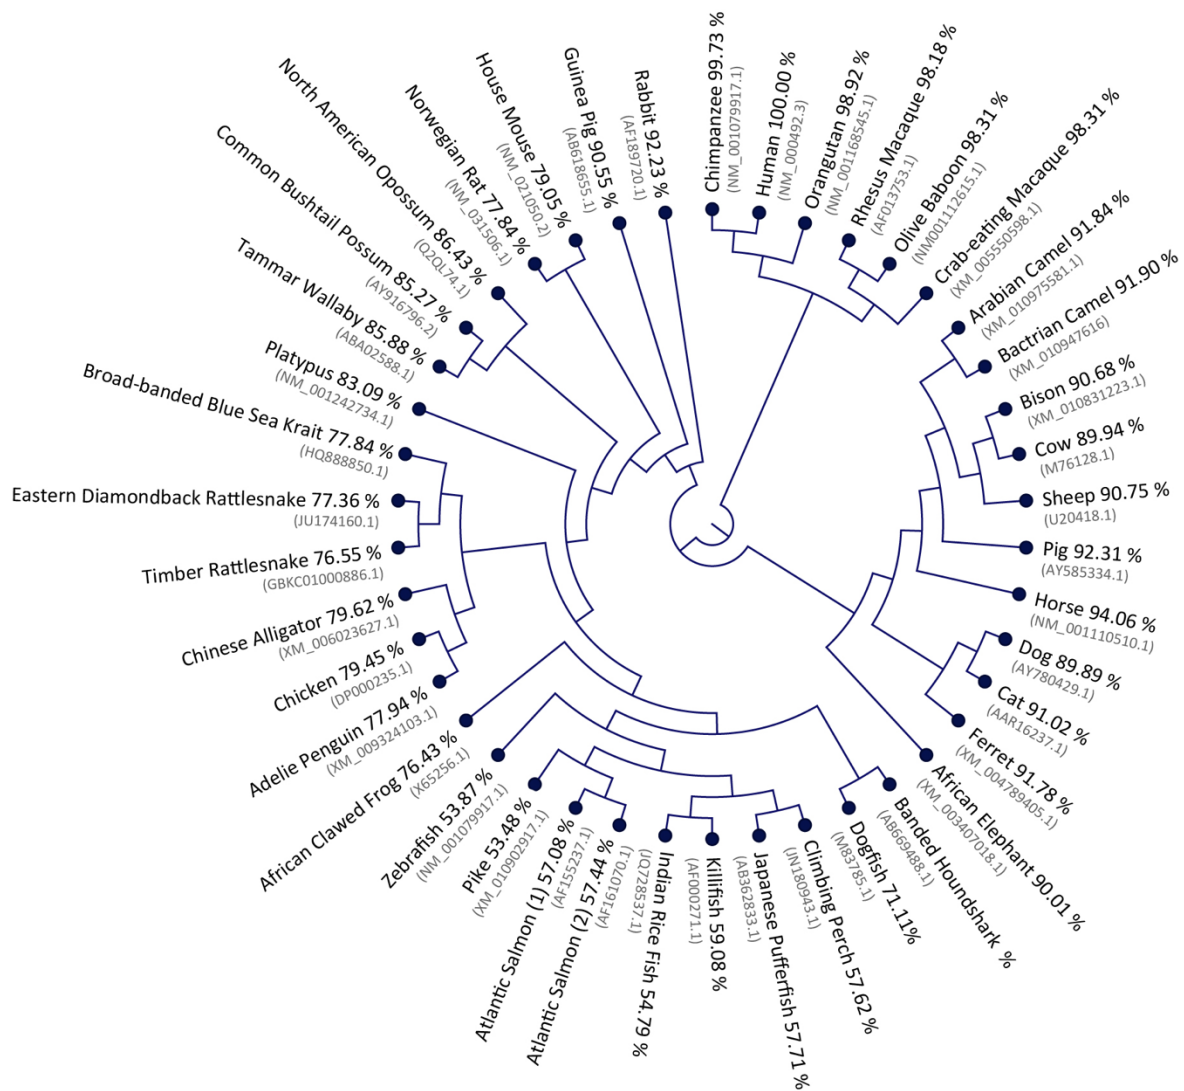 Chimpanzee 99.73 %
(NM_001079917.1)
Human 100.00 %
(NM_000492.3)
Orangutan 98.92 %
(NM_001168545.1)
Rhesus Macaque 98.18 %
(AF013753.1)
Olive Baboon 98.31 %
(NM001112615.1)
Crab-eating Macaque 98.31 %
(XM_005550598.1)
Arabian Camel 91.84 %
(XM_010975581.1)
Bactrian Camel 91.90 %
(XM_010947616)
Bison 90.68 %
(XM_010831223.1)
Cow 89.94 %
(M76128.1)
Sheep 90.75 %
(U20418.1)
Pig 92.31 %
(AY585334.1)
Horse 94.06 %
(NM_001110510.1)
Dog 89.89 %
(AY780429.1)
Cat 91.02 %
(AAR16237.1)
Ferret 91.78 %
(XM_004789405.1)
African Elephant 90.01 %
(XM_003407018.1)
Banded Houndshark %
(AB669488.1)
Dogfish 71.11%
(M83785.1)
Climbing Perch 57.62 %
(JN180943.1)
Japanese Pufferfish 57.71 %
(AB362833.1)
Killifish 59.08 %
(AF000271.1)
Indian Rice Fish 54.79 %
(JQ728537.1)
Atlantic Salmon (2) 57.44 %
(AF161070.1)
Atlantic Salmon (1) 57.08 %
(AF155237.1)
Pike 53.48 %
(XM_010902917.1)
Zebrafish 53.87 %
(NM_001079917.1)
African Clawed Frog 76.43 %
(X65256.1)
Adelie Penguin 77.94 %
(XM_009324103.1)
Chicken 79.45 %
(DP000235.1)
Chinese Alligator 79.62 %
(XM_006023627.1)
Timber Rattlesnake 76.55 %
(GBKC01000886.1)
Eastern Diamondback Rattlesnake 77.36 %
(JU174160.1)
Broad-banded Blue Sea Krait 77.84 %
(HQ888850.1)
Platypus 83.09 %
(NM_001242734.1)
Tammar Wallaby 85.88 %
(ABA02588.1)
Common Bushtail Possum 85.27 %
(AY916796.2)
North American Opossum 86.43 %
(Q2QL74.1)
Norwegian Rat 77.84 %
(NM_031506.1)
House Mouse 79.05 %
(NM_021050.2)
Guinea Pig 90.55 %
(AB618655.1)
Rabbit 92.23 %
(AF189720.1)